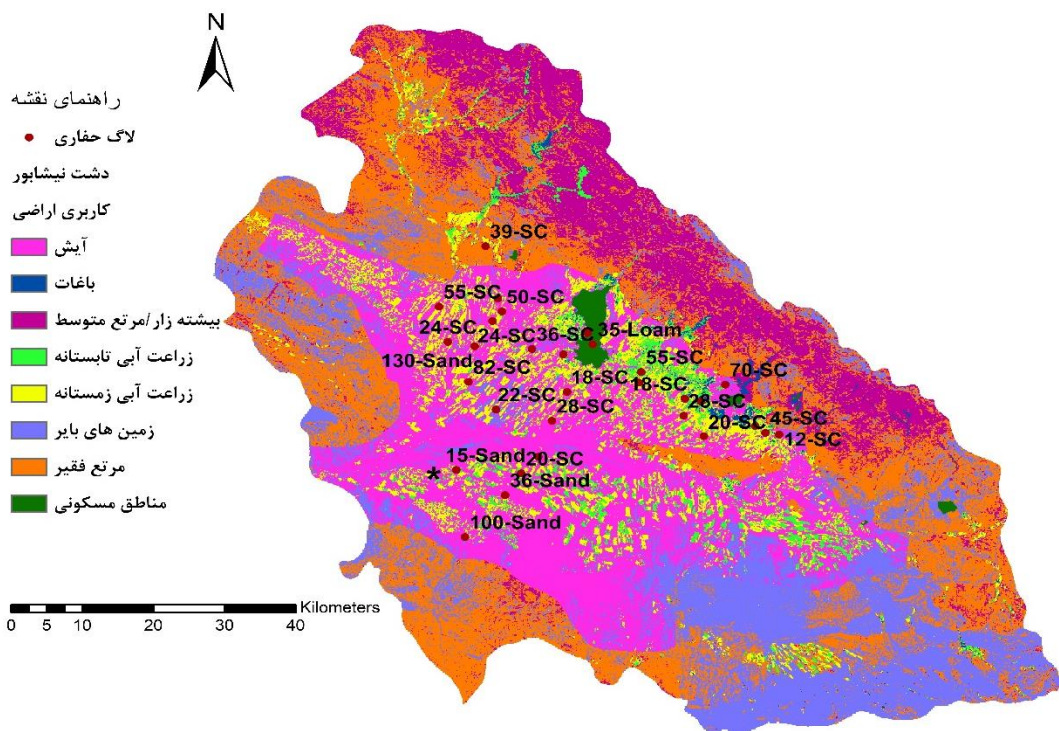 N
راهنمای نقشه
لاگ حفاری
دشت نیشابور
کاربری اراضی
آیش
باغات
بیشته زار/مرتع متوسط
زراعت آبی تابستانه
زراعت آبی زمستانه
زمین های بایر
مرتع فقیر
مناطق مسکونی
39-SC
55-SC
50-SC
24-SC
24-SC
36-SC
35-Loam
130-Sand
82-SC
55-SC
18-SC
18-SC
70-SC
22-SC
28-SC
28-SC
20-SC
45-SC
12-SC
15-Sand
20-SC
*
36-Sand
100-Sand
Kilometers
0 5 10 20 30 40